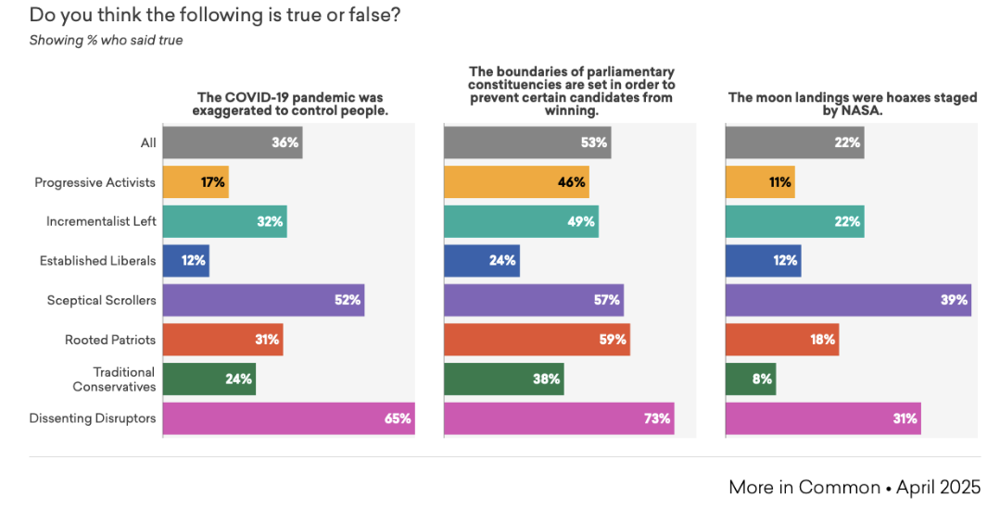 Do you think the following is true or false?
Showing % who said true
The COVID-19 pandemic was
exaggerated to control people.
The boundaries of parliamentary
constituencies are set in order to
prevent certain candidates from
winning.
The moon landings were hoaxes staged
by NASA.
All 36% 53% 22%
Progressive Activists 17% 46% 11%
Incrementalist Left 32% 49% 22%
Established Liberals 12% 24% 12%
Sceptical Scrollers 52% 57% 39%
Rooted Patriots 31% 59% 18%
Traditional
Conservatives 24% 38% 8%
Dissenting Disruptors 65% 73% 31%
More in Common • April 2025